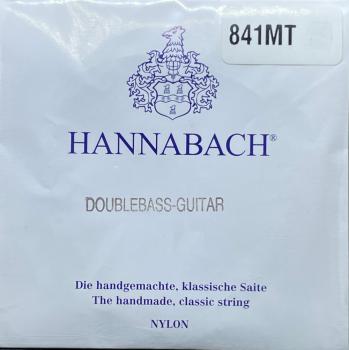 841MT
HANNABACH®
DOUBLEBASS-GUITAR
Die handgemachte, klassische Saite
The handmade, classic string
NYLON